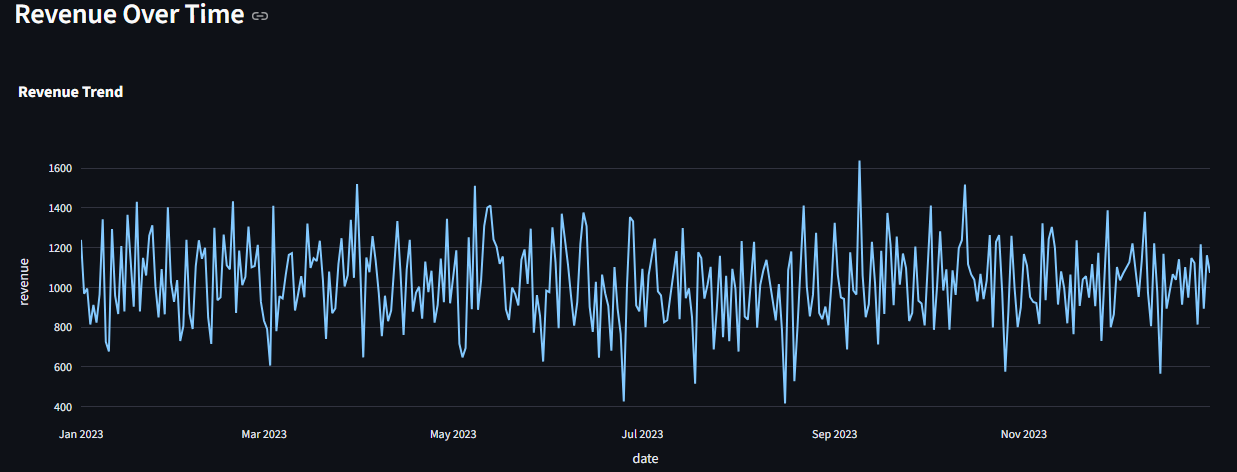 Revenue Over Time
Revenue Trend
1600
1400
1200
1000
800
600
400
revenue
Jan 2023
Mar 2023
May 2023
Jul 2023
Sep 2023
Nov 2023
date